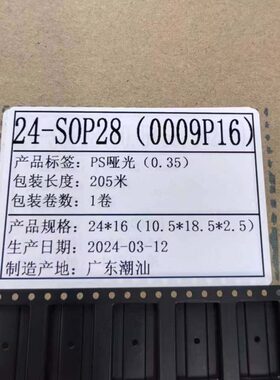 24-SOP28（0009P16）
产品标签：PS哑光（0.35）
包装长度：205米
包装卷数：1卷
产品规格：24*16（10.5*18.5*2.5）
生产日期：2024-03-12
制造产地：广东潮汕